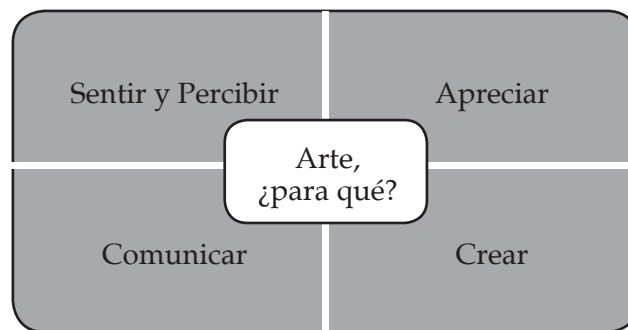 Sentir y Percibir
Apreciar
Arte,
¿para qué?
Comunicar
Crear